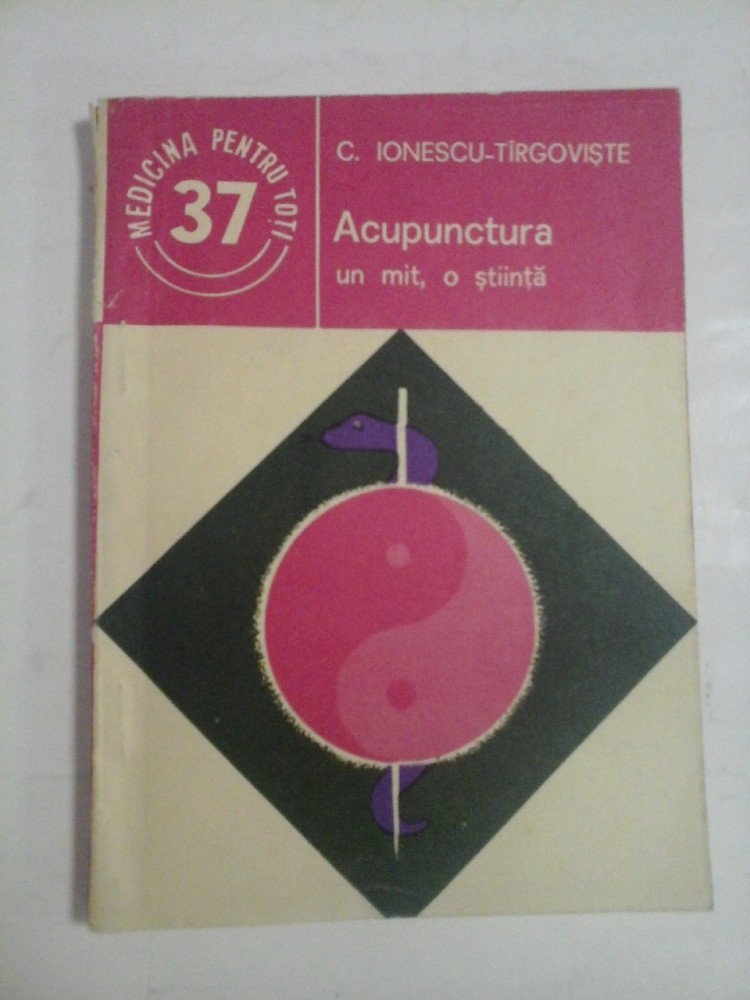 MEDICINA PENTRU TOȚI
37
C. IONESCU-TÎRGOVIȘTE
Acupunctura
un mit, o știință